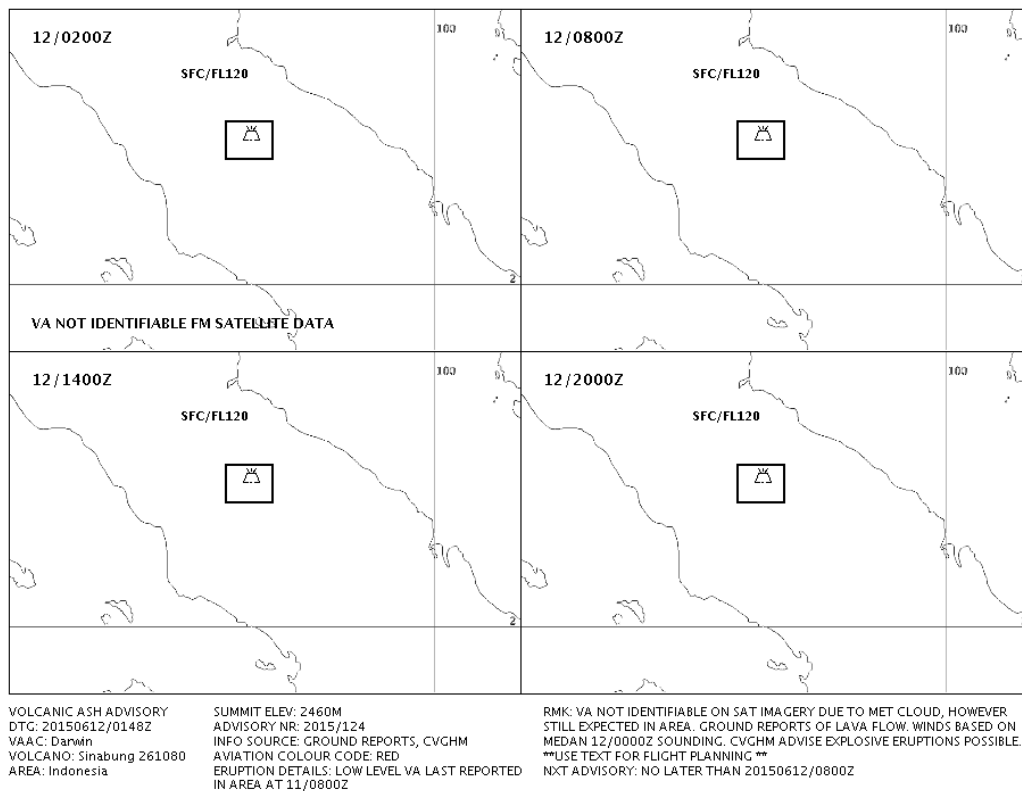 12/0200Z
100
SFC/FL120
2
VA NOT IDENTIFIABLE FM SATELLITE DATA
12/0800Z
100
SFC/FL120
12/1400Z
100
SFC/FL120
2
12/2000Z
100
SFC/FL120
VOLCANIC ASH ADVISORY
DTG: 20150612/0148Z
VAAC: Darwin
VOLCANO: Sinabung 261080
AREA: Indonesia
SUMMIT ELEV: 2460M
ADVISORY NR: 2015/124
INFO SOURCE: GROUND REPORTS, CVGHM
AVIATION COLOUR CODE: RED
ERUPTION DETAILS: LOW LEVEL VA LAST REPORTED
IN AREA AT 11/0800Z
RMK: VA NOT IDENTIFIABLE ON SAT IMAGERY DUE TO MET CLOUD, HOWEVER
STILL EXPECTED IN AREA. GROUND REPORTS OF LAVA FLOW. WINDS BASED ON
MEDAN 12/0000Z SOUNDING. CVGHM ADVISE EXPLOSIVE ERUPTIONS POSSIBLE.
**USE TEXT FOR FLIGHT PLANNING **
NXT ADVISORY: NO LATER THAN 20150612/0800Z